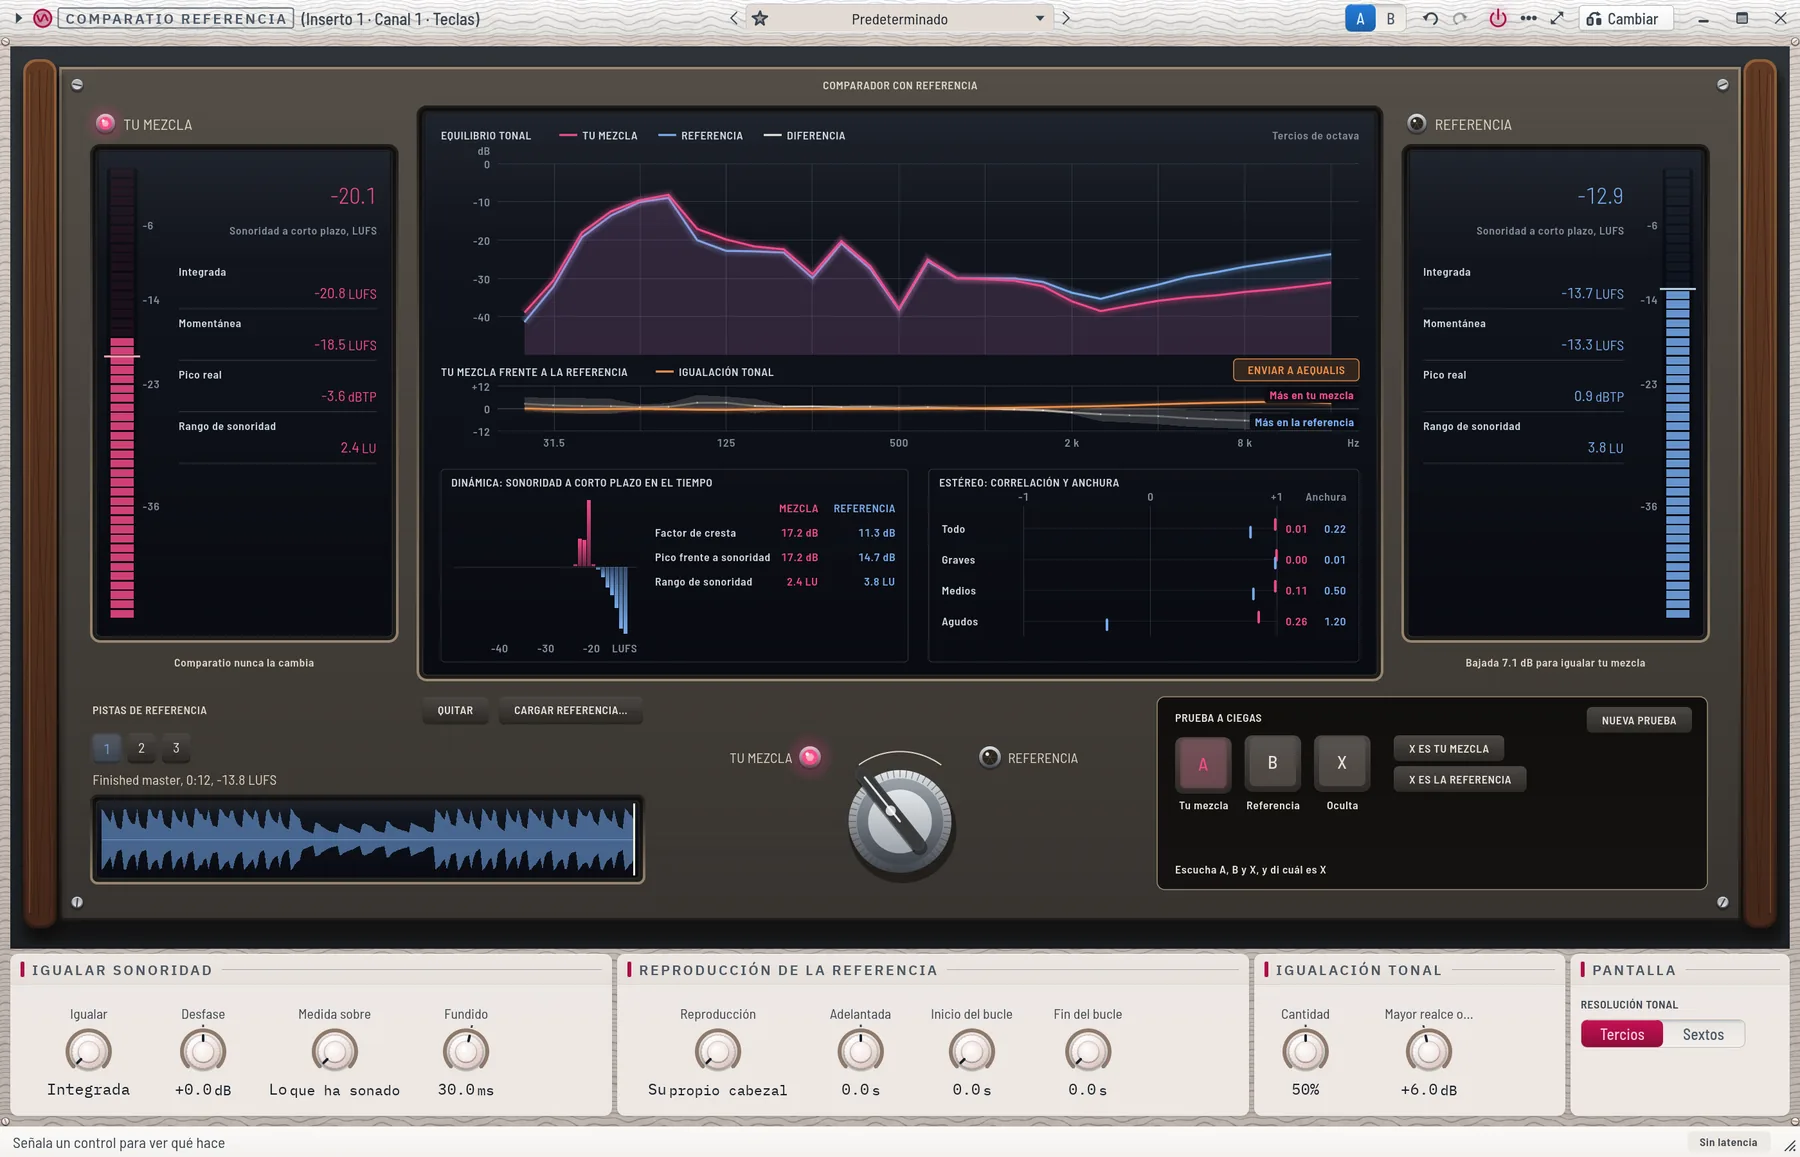 COMPARATIO REFERENCIA (Inserto 1 · Canal 1 · Teclas)
Predeterminado
A B
Cambiar
COMPARADOR CON REFERENCIA
TU MEZCLA
-20.1
Sonoridad a corto plazo, LUFS
-6
-14
-23
-36
Integrada
-20.8 LUFS
Momentánea
-18.5 LUFS
Pico real
-3.6 dBTP
Rango de sonoridad
2.4 LU
Comparatio nunca la cambia
EQUILIBRIO TONAL TU MEZCLA REFERENCIA DIFERENCIA Tercios de octava
dB
0
-10
-20
-30
-40
TU MEZCLA FRENTE A LA REFERENCIA IGUALACIÓN TONAL ENVIAR A AEQUALIS
+12
Más en tu mezcla
0
Más en la referencia
-12
31.5 125 500 2 k 8 k Hz
DINÁMICA: SONORIDAD A CORTO PLAZO EN EL TIEMPO
MEZCLA REFERENCIA
Factor de cresta 17.2 dB 11.3 dB
Pico frente a sonoridad 17.2 dB 14.7 dB
Rango de sonoridad 2.4 LU 3.8 LU
-40 -30 -20 LUFS
ESTÉREO: CORRELACIÓN Y ANCHURA
-1 0 +1 Anchura
Todo 0.01 0.22
Graves 0.00 0.01
Medios 0.11 0.50
Agudos 0.26 1.20
REFERENCIA
-12.9
Sonoridad a corto plazo, LUFS
-6
-14
-23
-36
Integrada
-13.7 LUFS
Momentánea
-13.3 LUFS
Pico real
0.9 dBTP
Rango de sonoridad
3.8 LU
Bajada 7.1 dB para igualar tu mezcla
PISTAS DE REFERENCIA QUITAR CARGAR REFERENCIA...
1 2 3
Finished master, 0:12, -13.8 LUFS
TU MEZCLA REFERENCIA
PRUEBA A CIEGAS NUEVA PRUEBA
A B X
Tu mezcla Referencia Oculta
X ES TU MEZCLA
X ES LA REFERENCIA
Escucha A, B y X, y di cuál es X
IGUALAR SONORIDAD
Igualar Desfase Medida sobre Fundido
Integrada +0.0 dB Lo que ha sonado 30.0 ms
REPRODUCCIÓN DE LA REFERENCIA
Reproducción Adelantada Inicio del bucle Fin del bucle
Su propio cabezal 0.0 s 0.0 s 0.0 s
IGUALACIÓN TONAL
Cantidad Mayor realce o...
50% +6.0 dB
PANTALLA
RESOLUCIÓN TONAL
Tercios Sextos
Señala un control para ver qué hace
Sin latencia